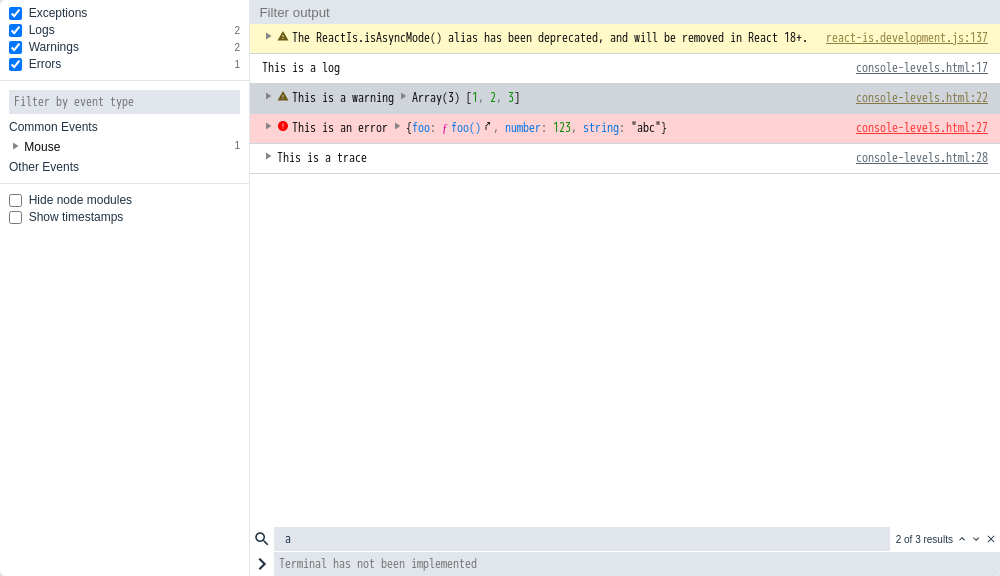 Exceptions
Logs 2
Warnings 2
Errors 1
Filter by event type
Common Events
Mouse 1
Other Events
Hide node modules
Show timestamps
Filter output
The ReactIs.isAsyncMode() alias has been deprecated, and will be removed in React 18+. react-is.development.js:137
This is a log console-levels.html:17
This is a warning Array(3) [1, 2, 3] console-levels.html:22
This is an error {foo: ƒ foo(), number: 123, string: "abc"} console-levels.html:27
This is a trace console-levels.html:28
a 2 of 3 results
Terminal has not been implemented